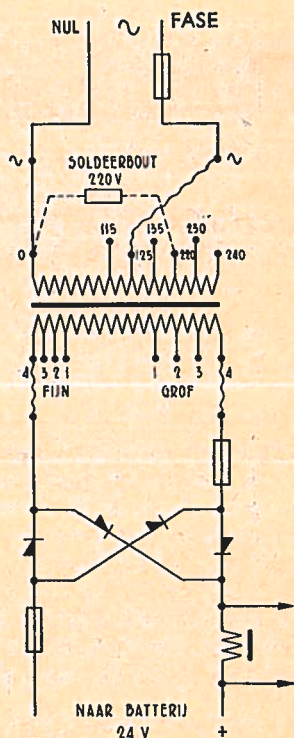 NUL ~ FASE
~ ~
SOLDEERBOUT
220 V
115 135 230
0 125 220 240
4 3 2 1 1 2 3 4
FIJN GROF
NAAR BATTERIJ
24 V +